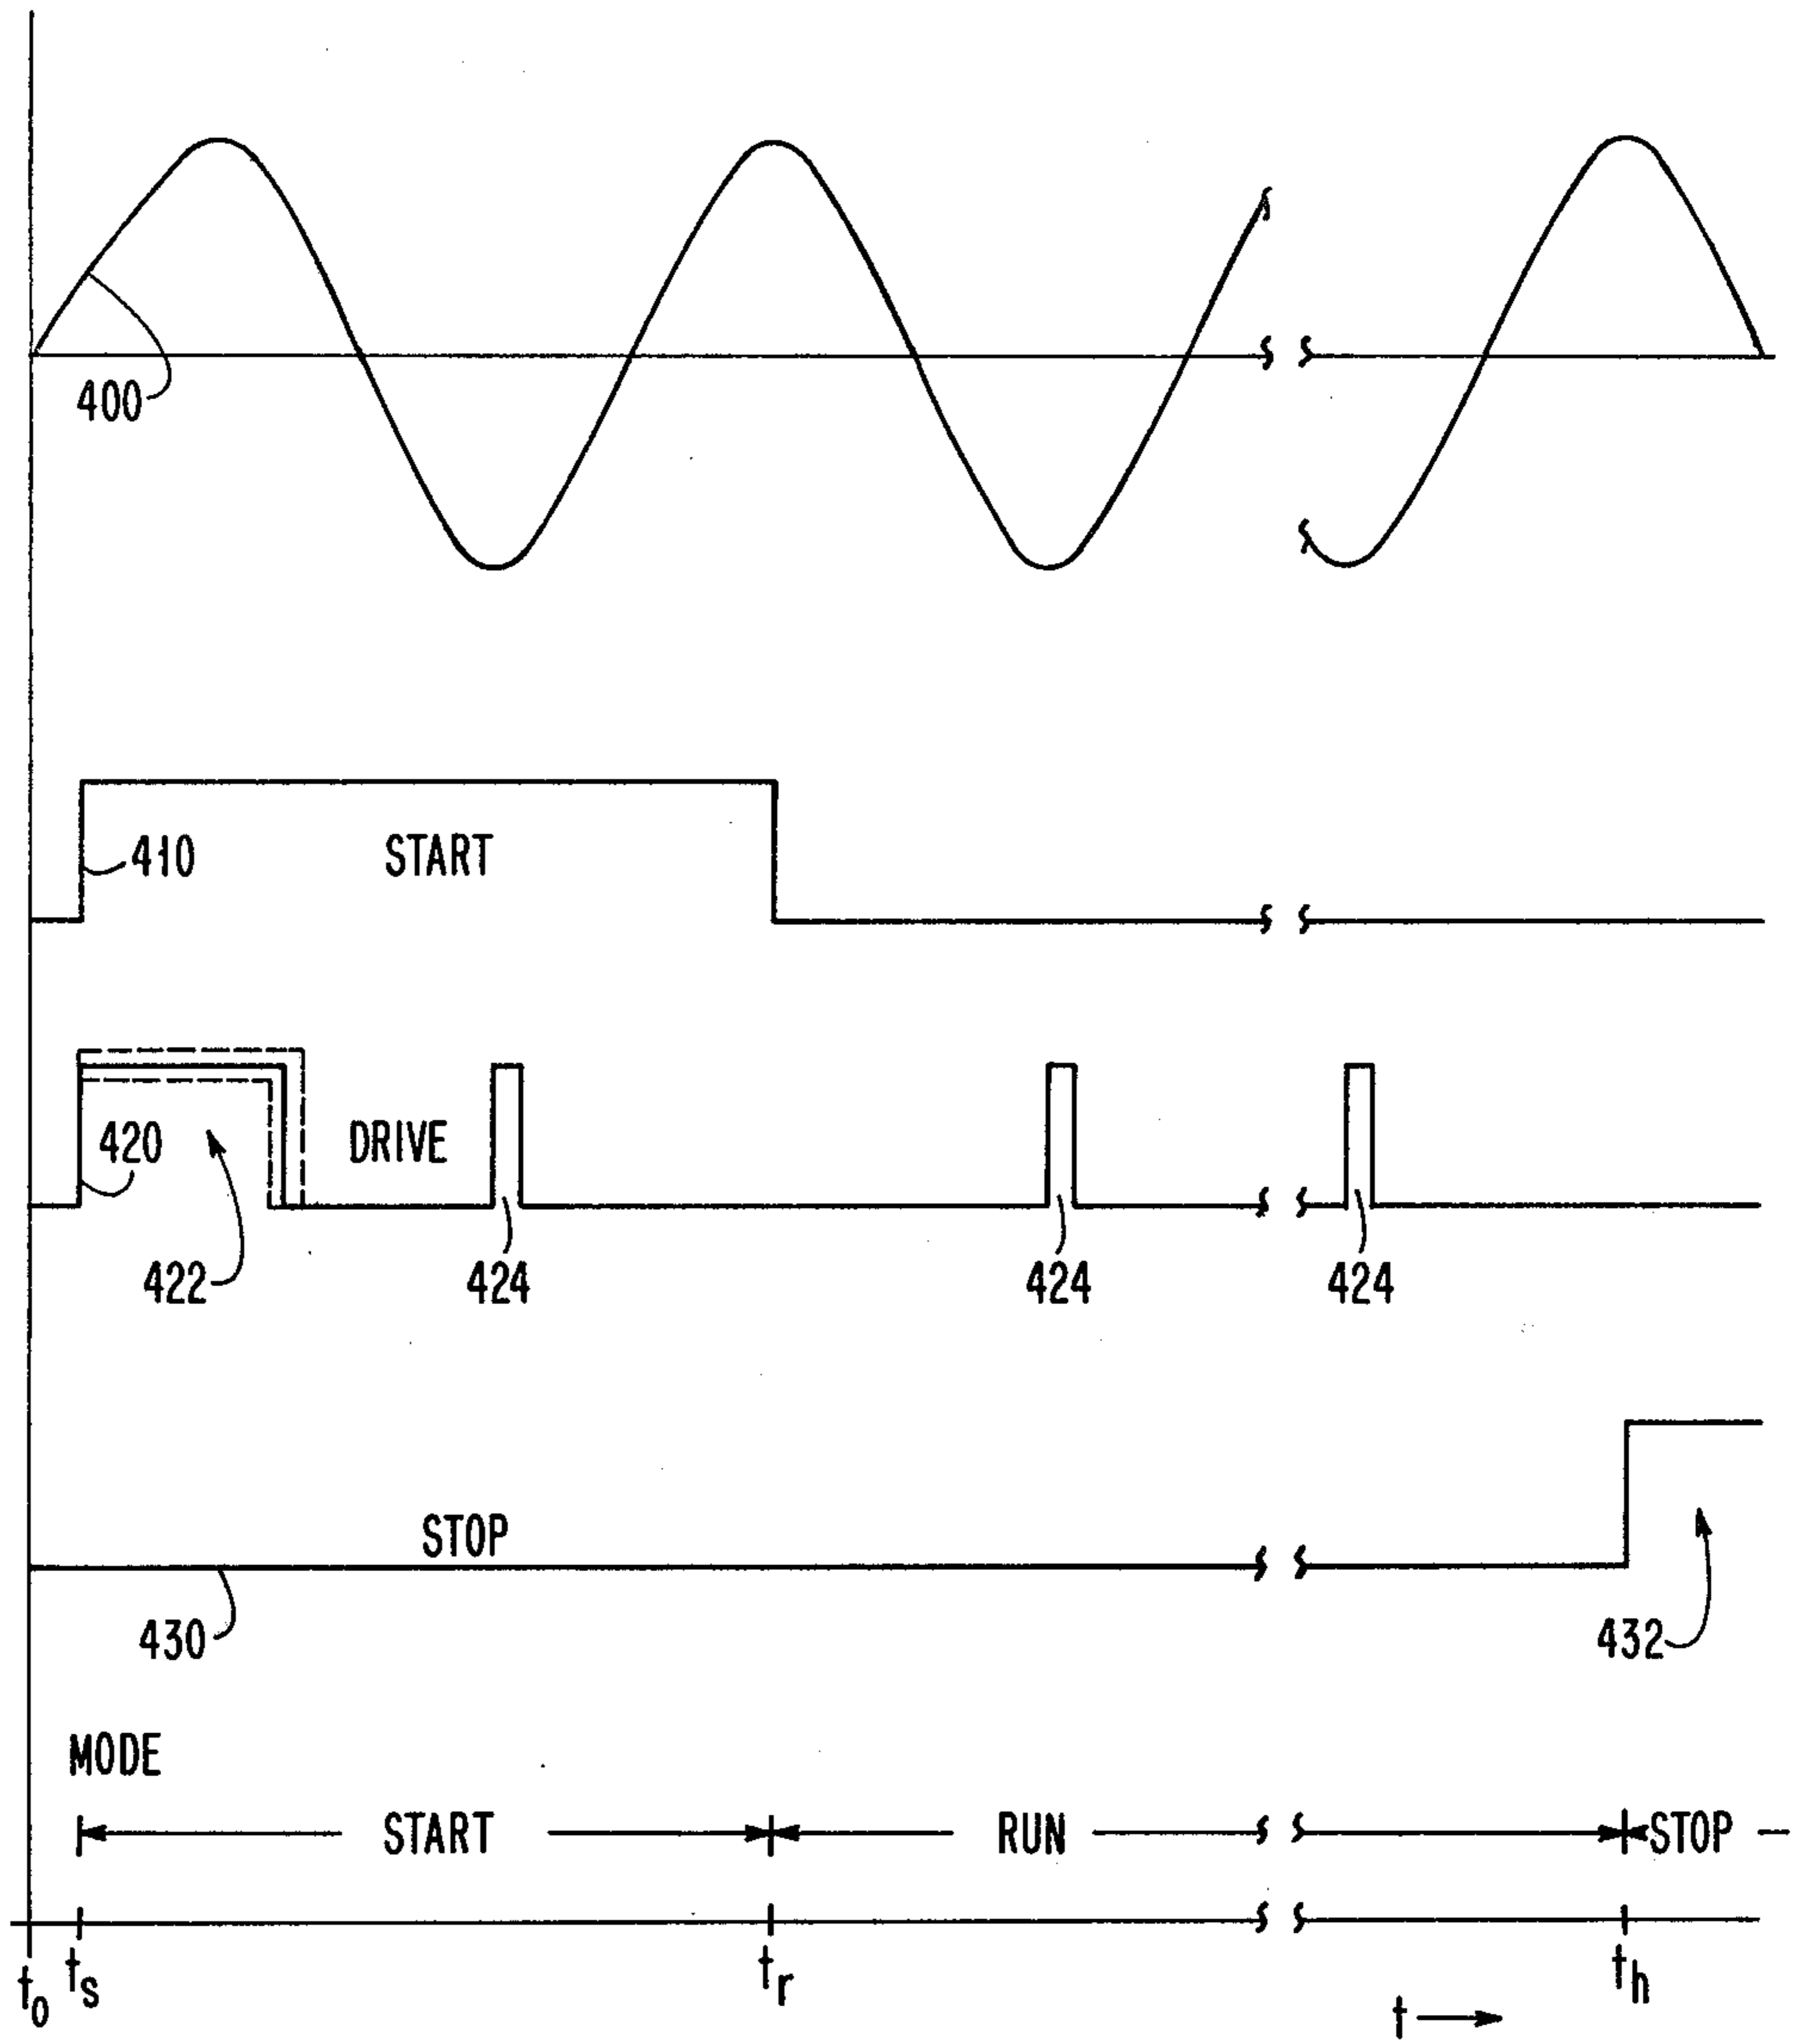 400
410 START
420 DRIVE
422 424 424 424
STOP
430 432
MODE
START RUN STOP –
t₀ tₛ tᵣ tₕ
t